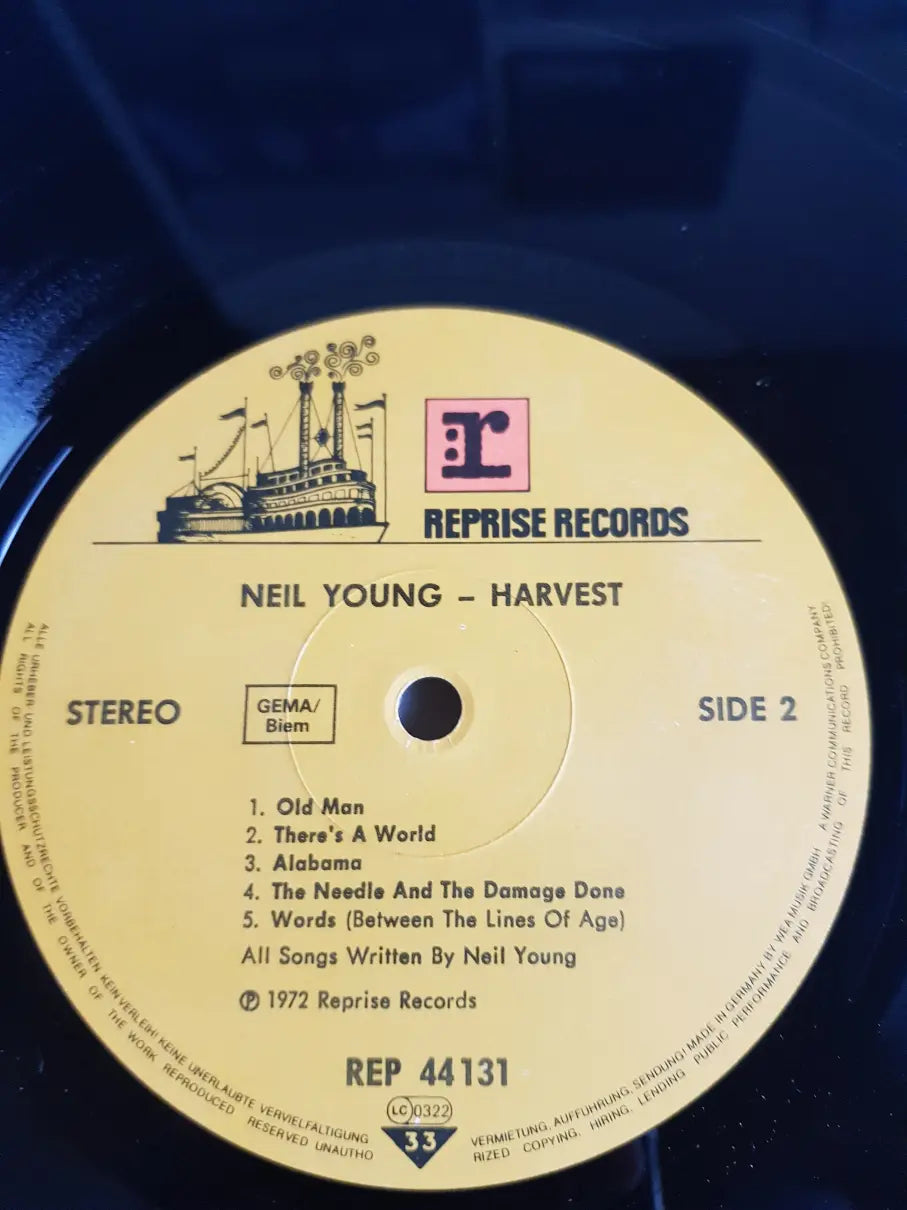 r
REPRISE RECORDS
NEIL YOUNG – HARVEST
STEREO
GEMA/
Biem
SIDE 2
1. Old Man
2. There's A World
3. Alabama
4. The Needle And The Damage Done
5. Words (Between The Lines Of Age)
All Songs Written By Neil Young
Ⓟ 1972 Reprise Records
REP 44131
LC 0322
33
ALLE URHEBER- UND LEISTUNGSSCHUTZRECHTE VORBEHALTEN KEIN VERLEIH! KEINE UNERLAUBTE VERVIELFALTIGUNG
VERMIETUNG, AUFFUHRUNG, SENDUNG! MADE IN GERMANY BY WEA MUSIK GMBH A WARNER COMMUNICATIONS COMPANY
ALL RIGHTS OF THE PRODUCER AND OF THE OWNER OF THE WORK REPRODUCED RESERVED UNAUTHO
RIZED COPYING, HIRING, LENDING PUBLIC PERFORMANCE AND BROADCASTING OF THIS RECORD PROHIBITED!